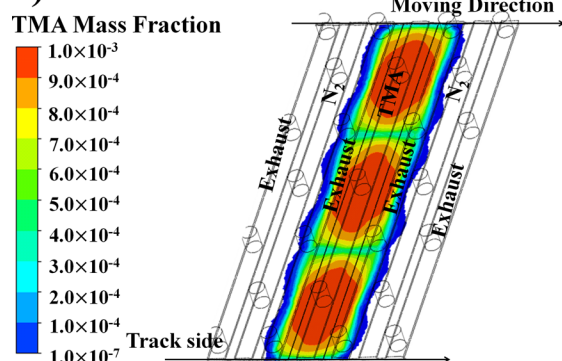 )
Moving Direction
TMA Mass Fraction
1.0×10⁻³
9.0×10⁻⁴
8.0×10⁻⁴
7.0×10⁻⁴
6.0×10⁻⁴
5.0×10⁻⁴
4.0×10⁻⁴
3.0×10⁻⁴
2.0×10⁻⁴
1.0×10⁻⁴
1.0×10⁻⁷
Exhaust
N₂
Exhaust
TMA
Exhaust
N₂
Exhaust
Track side